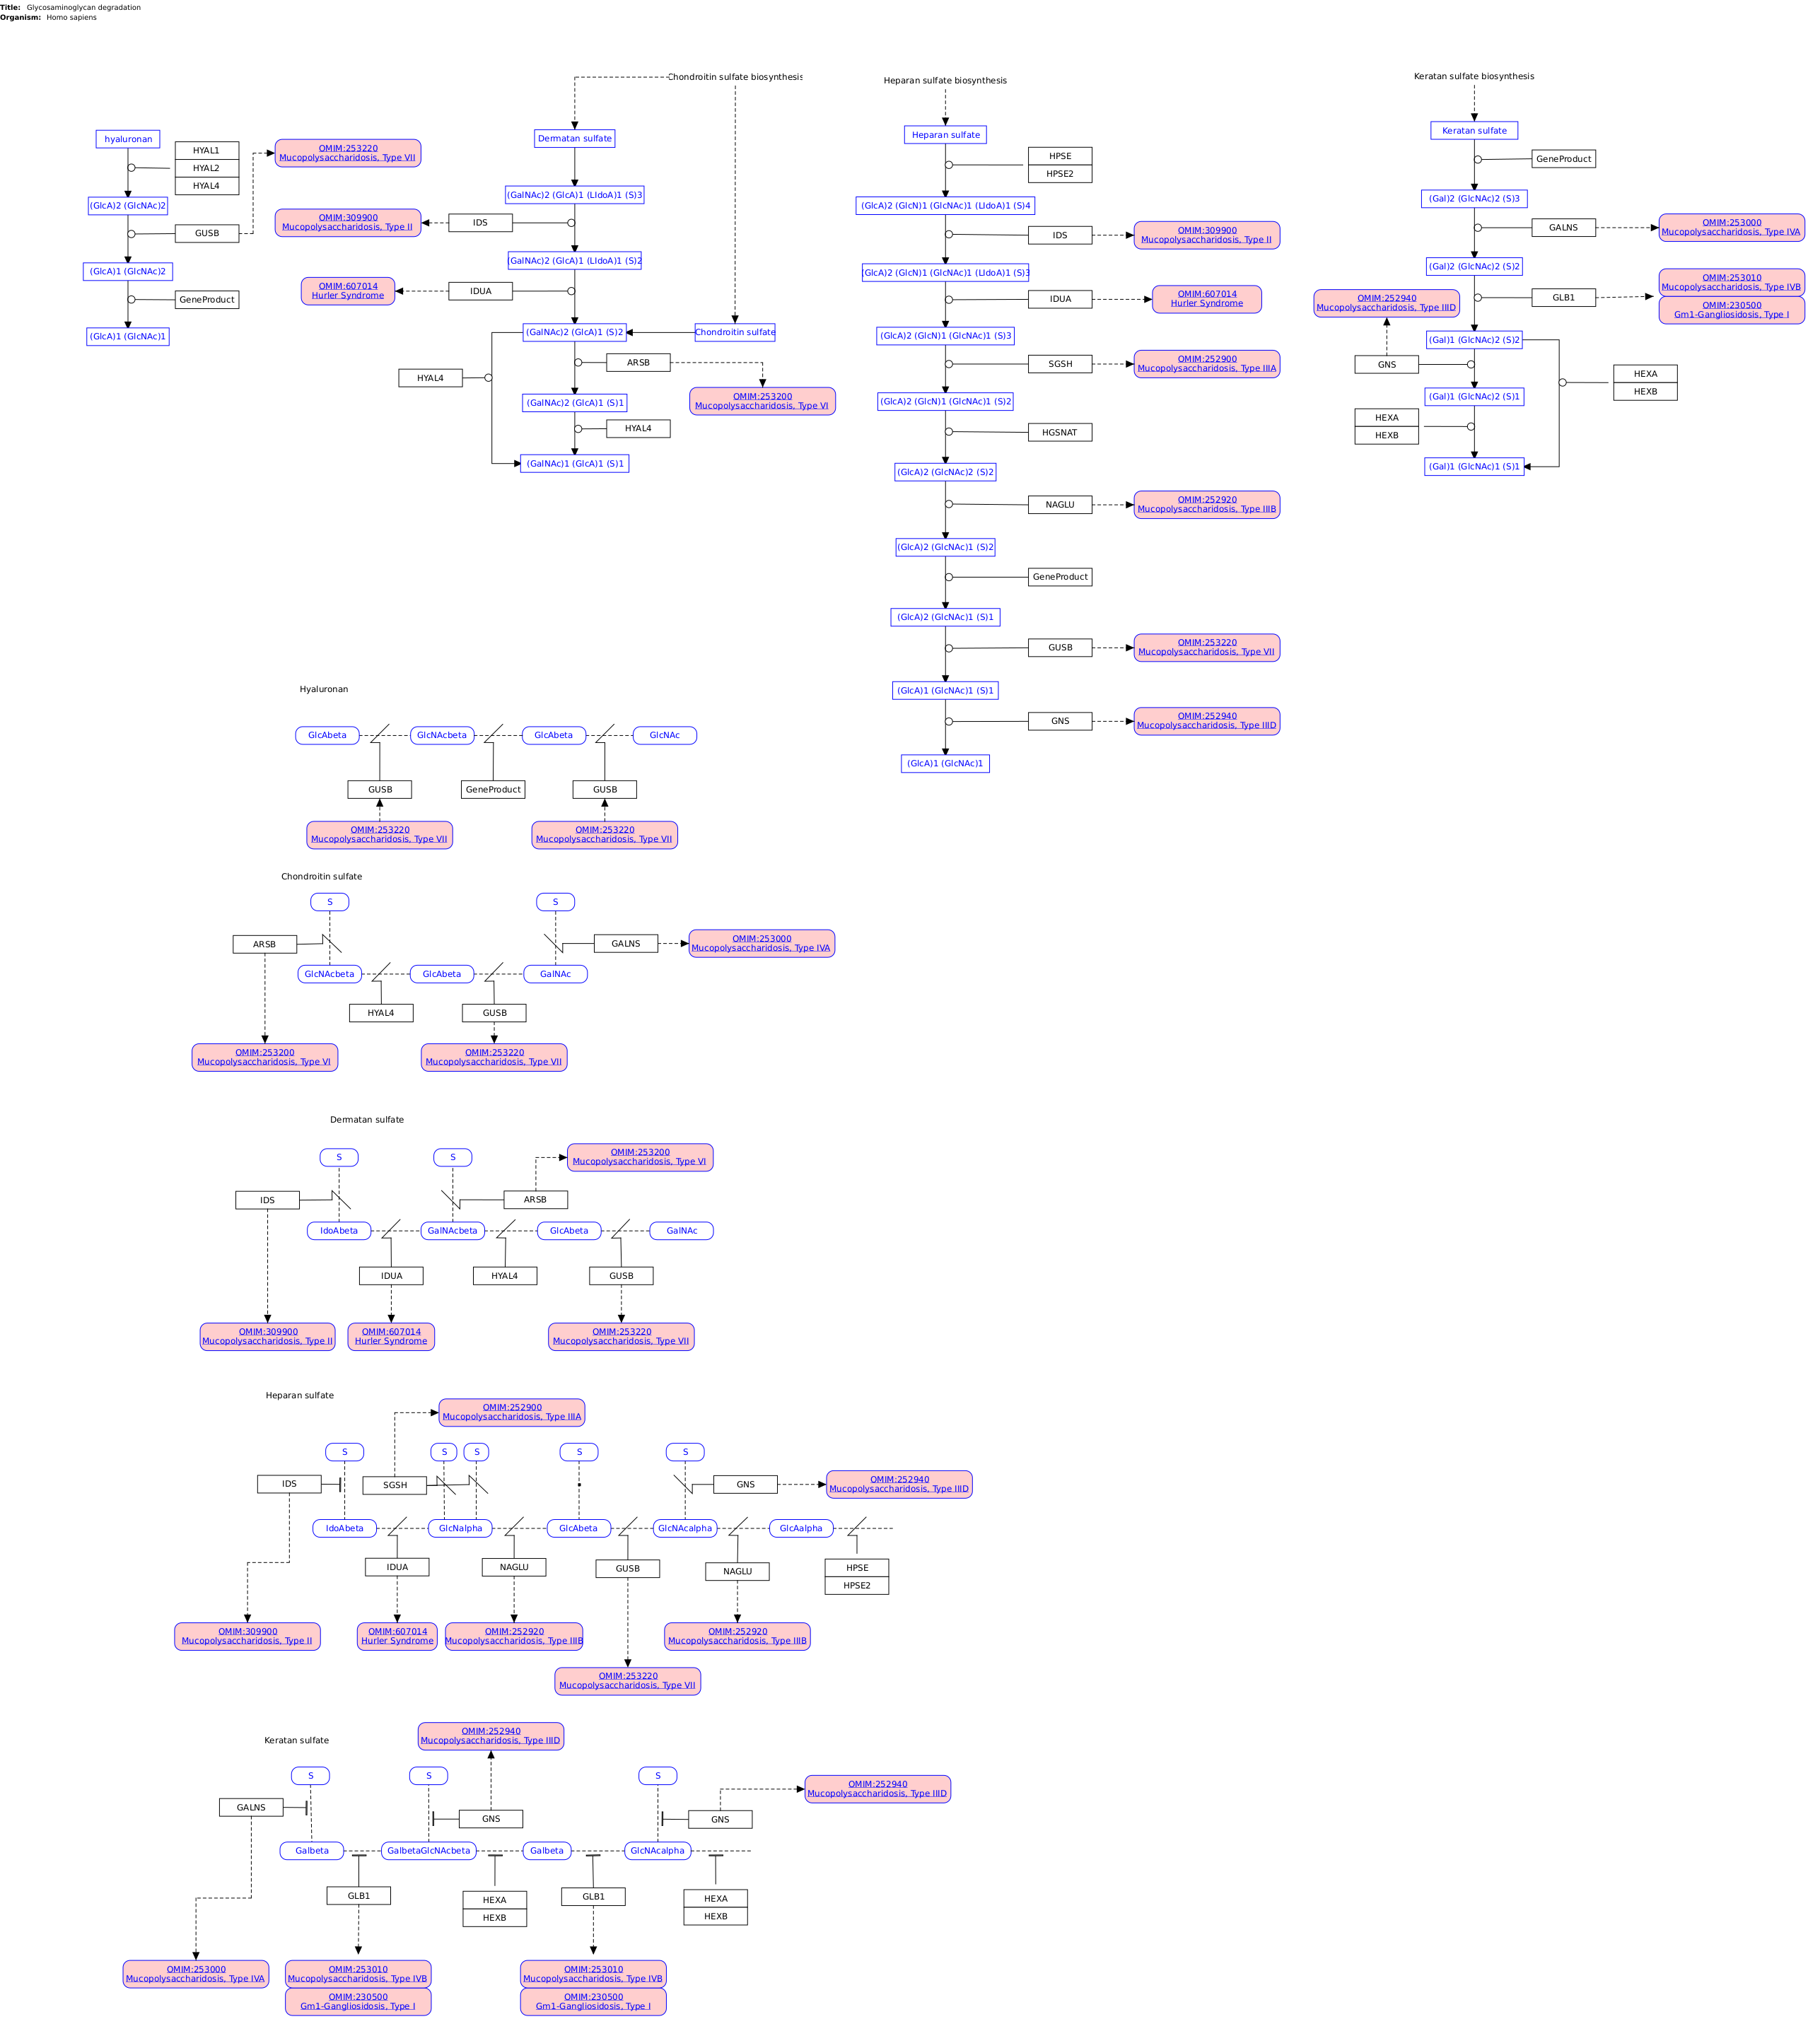 Title: Glycosaminoglycan degradation
Organism: Homo sapiens
hyaluronan
HYAL1
HYAL2
HYAL4
(GlcA)2 (GlcNAc)2
GUSB
OMIM:253220
Mucopolysaccharidosis, Type VII
(GlcA)1 (GlcNAc)2
GeneProduct
(GlcA)1 (GlcNAc)1
Chondroitin sulfate biosynthesis
Dermatan sulfate
(GalNAc)2 (GlcA)1 (LIdoA)1 (S)3
IDS
OMIM:309900
Mucopolysaccharidosis, Type II
(GalNAc)2 (GlcA)1 (LIdoA)1 (S)2
IDUA
OMIM:607014
Hurler Syndrome
(GalNAc)2 (GlcA)1 (S)2
Chondroitin sulfate
ARSB
HYAL4
OMIM:253200
Mucopolysaccharidosis, Type VI
(GalNAc)2 (GlcA)1 (S)1
HYAL4
(GalNAc)1 (GlcA)1 (S)1
Heparan sulfate biosynthesis
Heparan sulfate
HPSE
HPSE2
(GlcA)2 (GlcN)1 (GlcNAc)1 (LIdoA)1 (S)4
IDS
OMIM:309900
Mucopolysaccharidosis, Type II
(GlcA)2 (GlcN)1 (GlcNAc)1 (LIdoA)1 (S)3
IDUA
OMIM:607014
Hurler Syndrome
(GlcA)2 (GlcN)1 (GlcNAc)1 (S)3
SGSH
OMIM:252900
Mucopolysaccharidosis, Type IIIA
(GlcA)2 (GlcN)1 (GlcNAc)1 (S)2
HGSNAT
(GlcA)2 (GlcNAc)2 (S)2
NAGLU
OMIM:252920
Mucopolysaccharidosis, Type IIIB
(GlcA)2 (GlcNAc)1 (S)2
GeneProduct
(GlcA)2 (GlcNAc)1 (S)1
GUSB
OMIM:253220
Mucopolysaccharidosis, Type VII
(GlcA)1 (GlcNAc)1 (S)1
GNS
OMIM:252940
Mucopolysaccharidosis, Type IIID
(GlcA)1 (GlcNAc)1
Keratan sulfate biosynthesis
Keratan sulfate
GeneProduct
(Gal)2 (GlcNAc)2 (S)3
GALNS
OMIM:253000
Mucopolysaccharidosis, Type IVA
(Gal)2 (GlcNAc)2 (S)2
GLB1
OMIM:253010
Mucopolysaccharidosis, Type IVB
OMIM:230500
Gm1-Gangliosidosis, Type I
OMIM:252940
Mucopolysaccharidosis, Type IIID
(Gal)1 (GlcNAc)2 (S)2
GNS
HEXA
HEXB
(Gal)1 (GlcNAc)2 (S)1
HEXA
HEXB
(Gal)1 (GlcNAc)1 (S)1
Hyaluronan
GlcAbeta
GlcNAcbeta
GlcAbeta
GlcNAc
GUSB
GeneProduct
GUSB
OMIM:253220
Mucopolysaccharidosis, Type VII
OMIM:253220
Mucopolysaccharidosis, Type VII
Chondroitin sulfate
S
S
ARSB
GALNS
OMIM:253000
Mucopolysaccharidosis, Type IVA
GlcNAcbeta
GlcAbeta
GalNAc
HYAL4
GUSB
OMIM:253200
Mucopolysaccharidosis, Type VI
OMIM:253220
Mucopolysaccharidosis, Type VII
Dermatan sulfate
S
S
OMIM:253200
Mucopolysaccharidosis, Type VI
IDS
ARSB
IdoAbeta
GalNAcbeta
GlcAbeta
GalNAc
IDUA
HYAL4
GUSB
OMIM:309900
Mucopolysaccharidosis, Type II
OMIM:607014
Hurler Syndrome
OMIM:253220
Mucopolysaccharidosis, Type VII
Heparan sulfate
OMIM:252900
Mucopolysaccharidosis, Type IIIA
S
S
S
S
S
IDS
SGSH
GNS
OMIM:252940
Mucopolysaccharidosis, Type IIID
IdoAbeta
GlcNalpha
GlcAbeta
GlcNAcalpha
GlcAalpha
IDUA
NAGLU
GUSB
NAGLU
HPSE
HPSE2
OMIM:309900
Mucopolysaccharidosis, Type II
OMIM:607014
Hurler Syndrome
OMIM:252920
Mucopolysaccharidosis, Type IIIB
OMIM:252920
Mucopolysaccharidosis, Type IIIB
OMIM:253220
Mucopolysaccharidosis, Type VII
Keratan sulfate
OMIM:252940
Mucopolysaccharidosis, Type IIID
S
S
S
OMIM:252940
Mucopolysaccharidosis, Type IIID
GALNS
GNS
GNS
Galbeta
GalbetaGlcNAcbeta
Galbeta
GlcNAcalpha
GLB1
HEXA
HEXB
GLB1
HEXA
HEXB
OMIM:253000
Mucopolysaccharidosis, Type IVA
OMIM:253010
Mucopolysaccharidosis, Type IVB
OMIM:230500
Gm1-Gangliosidosis, Type I
OMIM:253010
Mucopolysaccharidosis, Type IVB
OMIM:230500
Gm1-Gangliosidosis, Type I